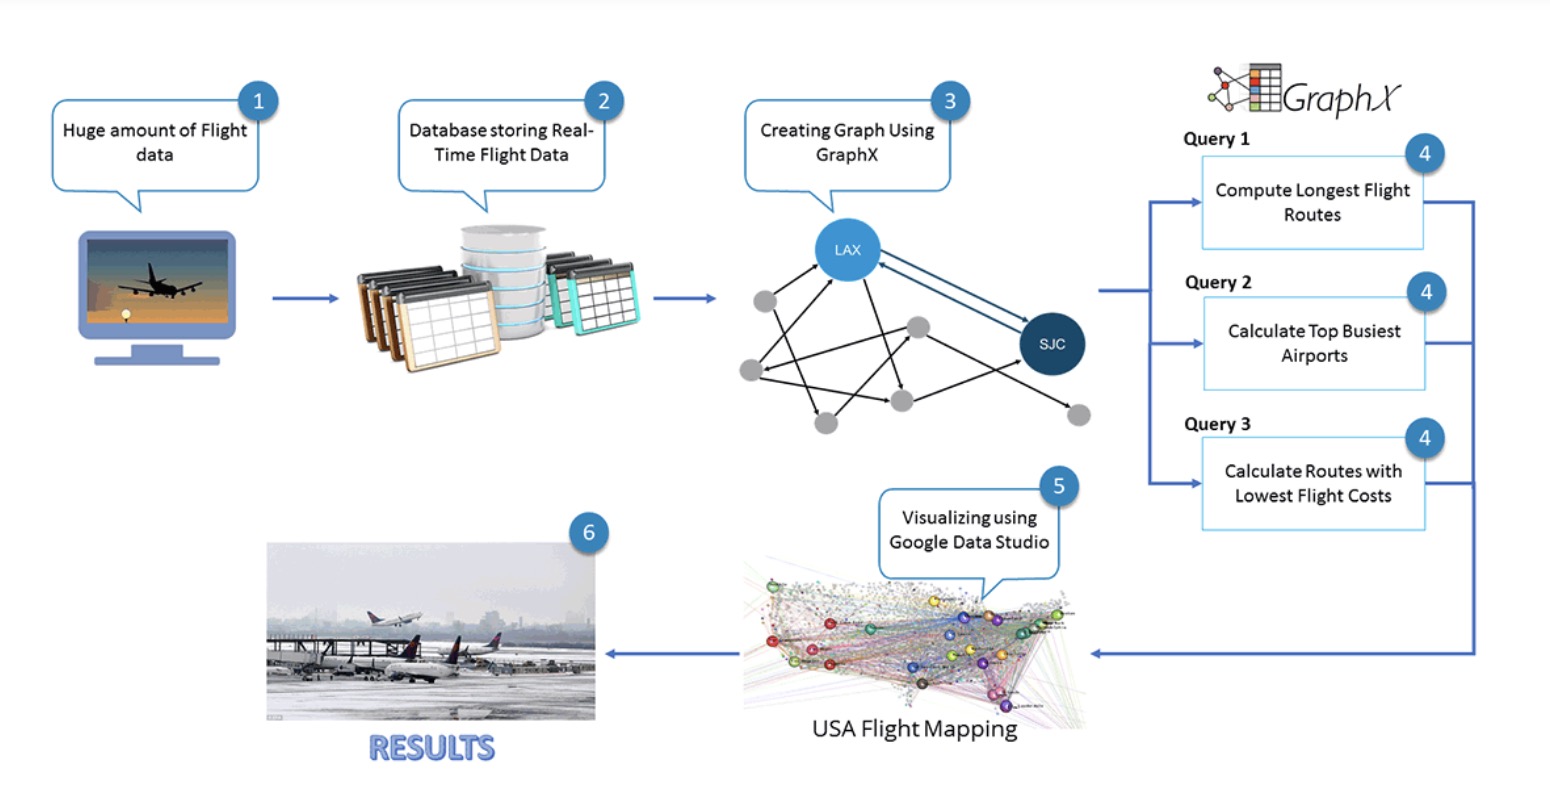 1
Huge amount of Flight
data
2
Database storing Real-
Time Flight Data
3
Creating Graph Using
GraphX
LAX
SJC
GraphX
Query 1
4
Compute Longest Flight
Routes
Query 2
4
Calculate Top Busiest
Airports
Query 3
4
Calculate Routes with
Lowest Flight Costs
5
Visualizing using
Google Data Studio
USA Flight Mapping
6
RESULTS